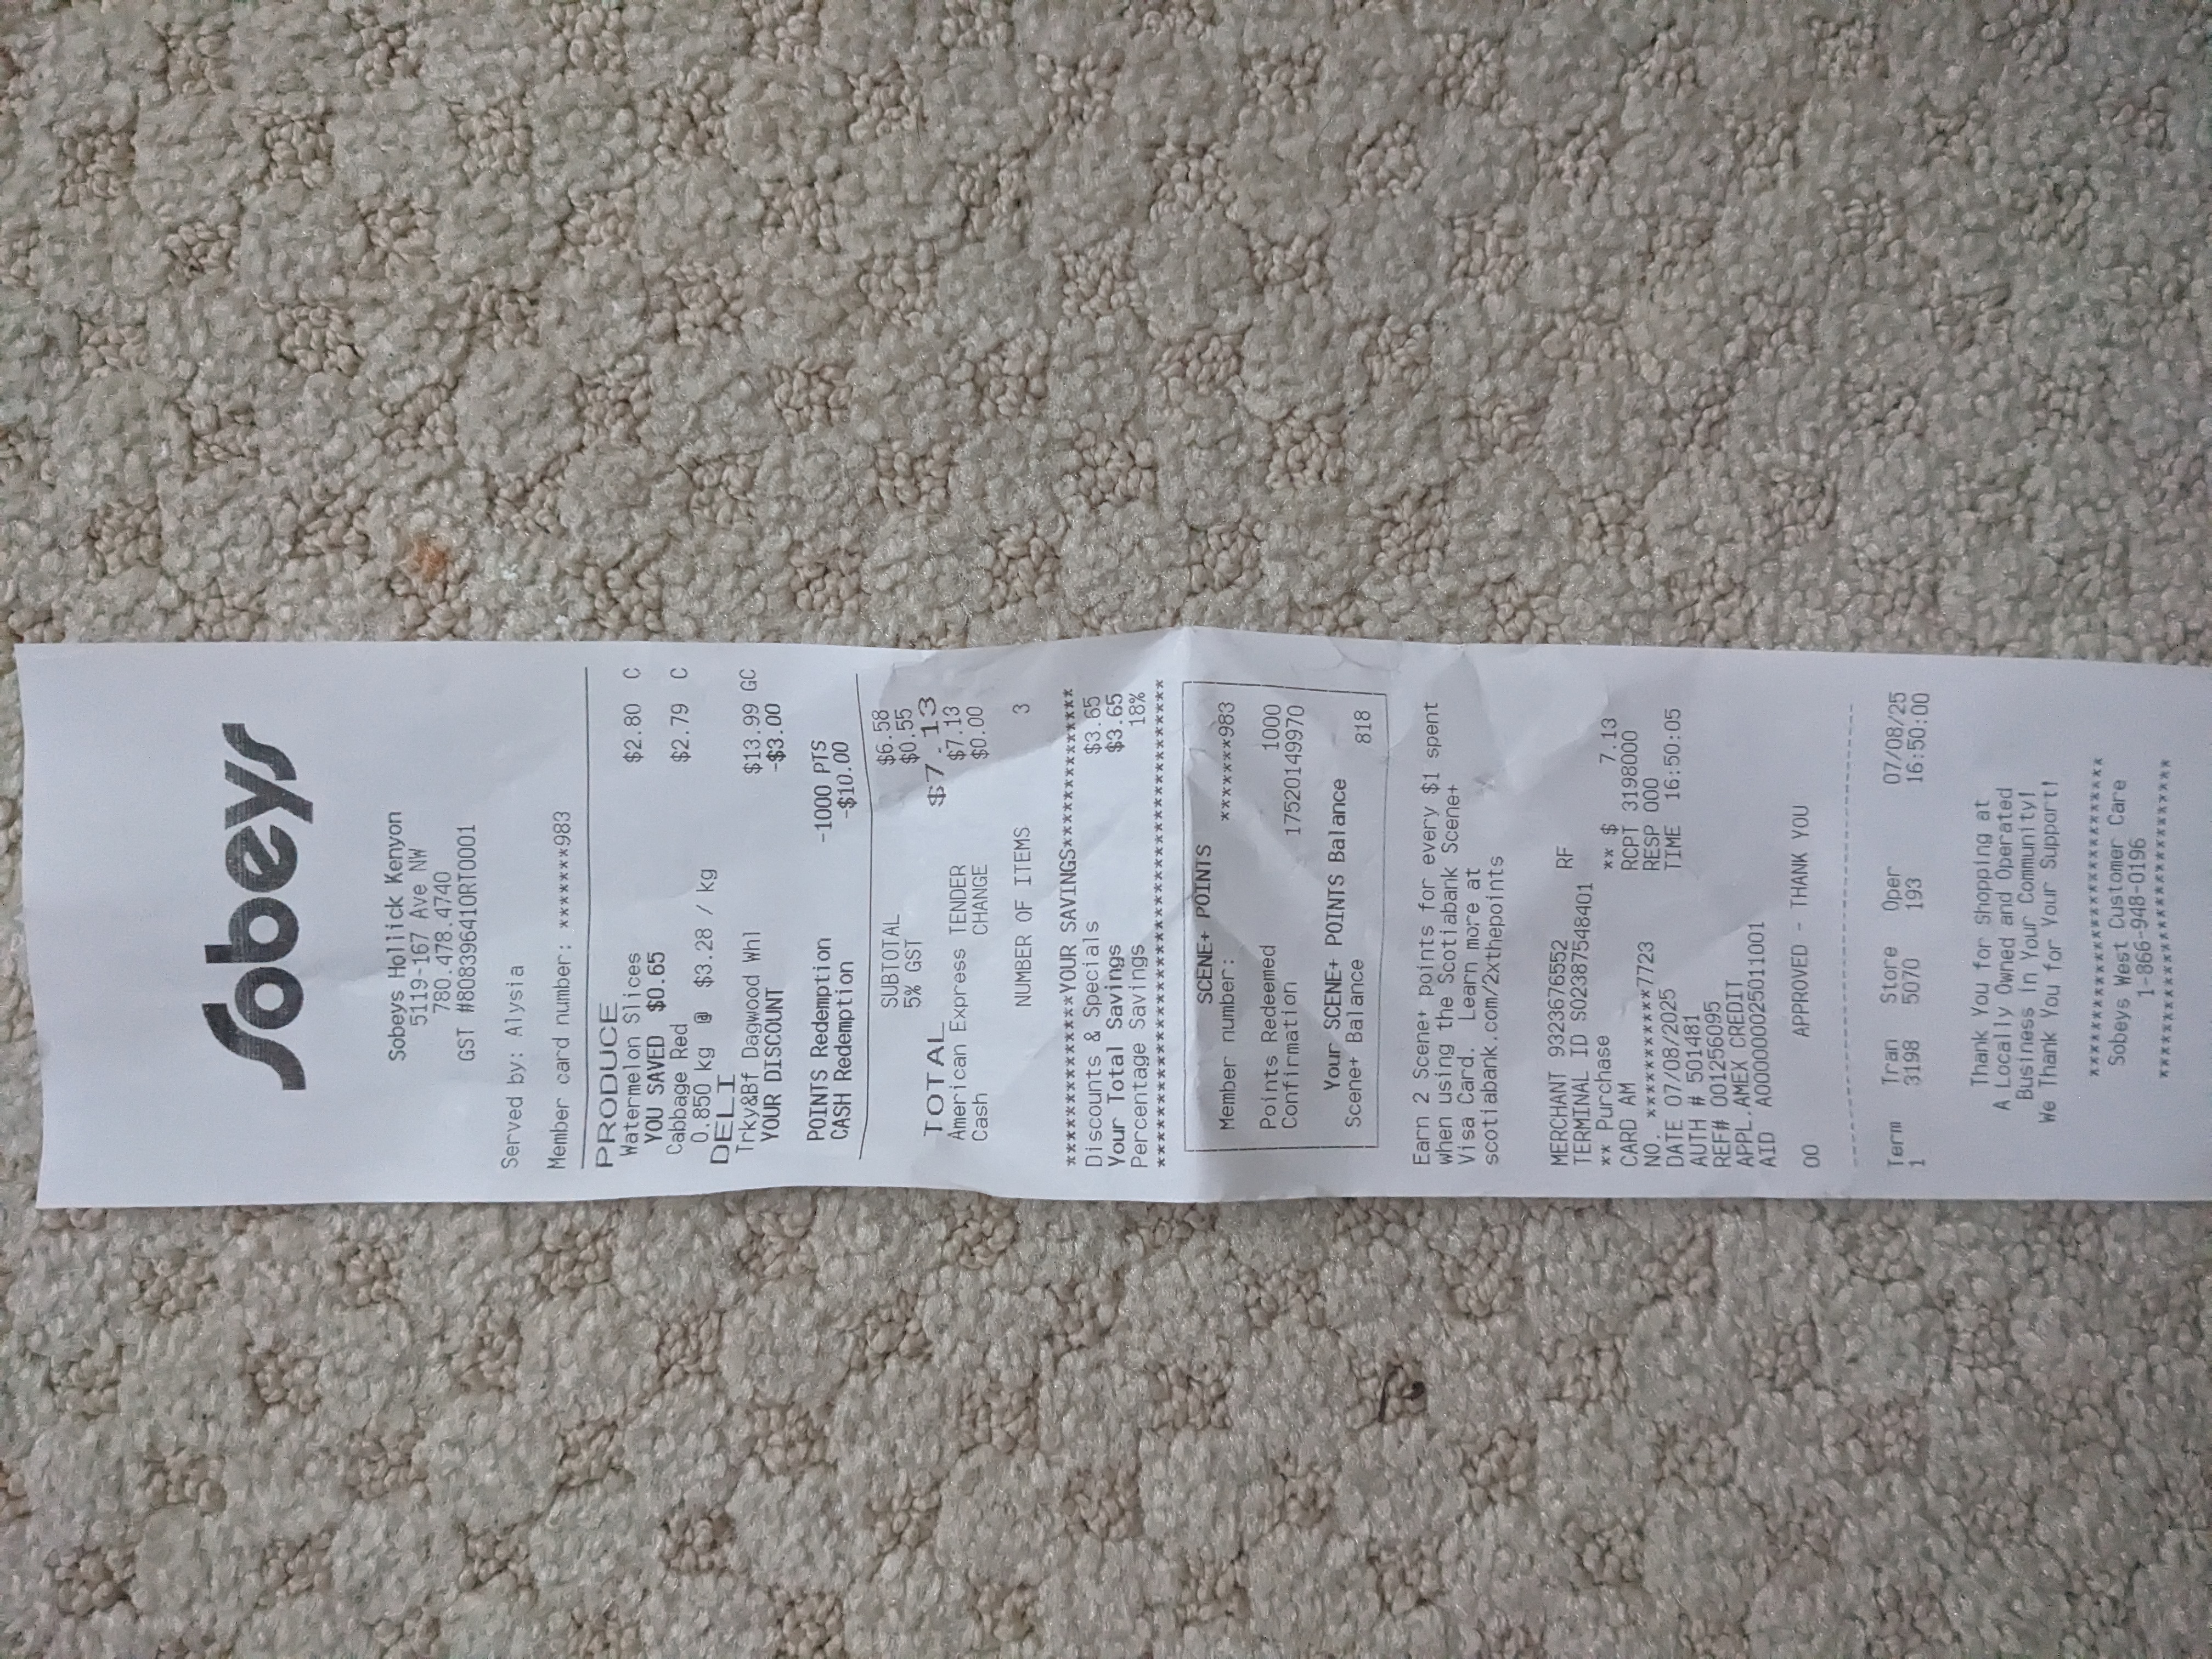 Sobeys
Sobeys Hollick Kenyon
5119-167 Ave NW
780.478.4740
GST #808396410RT0001
Served by: Alysia
Member card number: *******983
PRODUCE
Watermelon Slices $2.80 C
YOU SAVED $0.65
Cabbage Red $2.79 C
0.850 kg @ $3.28 / kg
DELI
Trky&Bf Dagwood Whl $13.99 GC
YOUR DISCOUNT -$3.00
POINTS Redemption -1000 PTS
CASH Redemption -$10.00
SUBTOTAL $6.58
5% GST $0.55
TOTAL $7.13
American Express TENDER $7.13
Cash CHANGE $0.00
NUMBER OF ITEMS 3
**************YOUR SAVINGS**************
Discounts & Specials $3.65
Your Total Savings $3.65
Percentage Savings 18%
****************************************
SCENE+ POINTS
Member number: ********983
Points Redeemed 1000
Confirmation 17520149970
Your SCENE+ POINTS Balance
Scene+ Balance 818
Earn 2 Scene+ points for every $1 spent
when using the Scotiabank Scene+
Visa Card. Learn more at
scotiabank.com/2xthepoints
MERCHANT 9323676552
TERMINAL ID S02387548401 RF
** Purchase ** $ 7.13
CARD AM RCPT 3198000
NO. ***********7723 RESP 000
DATE 07/08/2025 TIME 16:50:05
AUTH # 501481
REF# 001256095
APPL.AMEX CREDIT
AID A000000025011001
00 APPROVED - THANK YOU
Term Tran Store Oper 07/08/25
1 3198 5070 193 16:50:00
Thank You for Shopping at
A Locally Owned and Operated
Business In Your Community!
We Thank You for Your Support!
******************************
Sobeys West Customer Care
1-866-948-0196
******************************